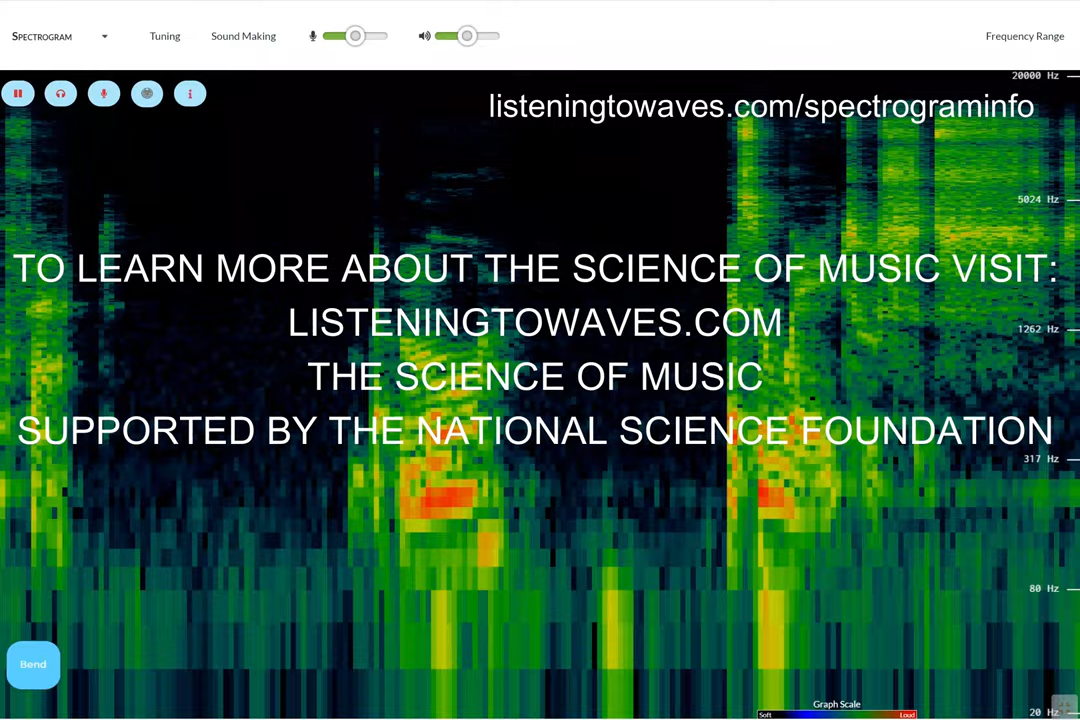 SPECTROGRAM Tuning Sound Making Frequency Range
20000 Hz
listeningtowaves.com/spectrograminfo
5024 Hz
TO LEARN MORE ABOUT THE SCIENCE OF MUSIC VISIT:
LISTENINGTOWAVES.COM
1262 Hz
THE SCIENCE OF MUSIC
SUPPORTED BY THE NATIONAL SCIENCE FOUNDATION
317 Hz
80 Hz
Bend
Graph Scale
Soft Loud
20 Hz